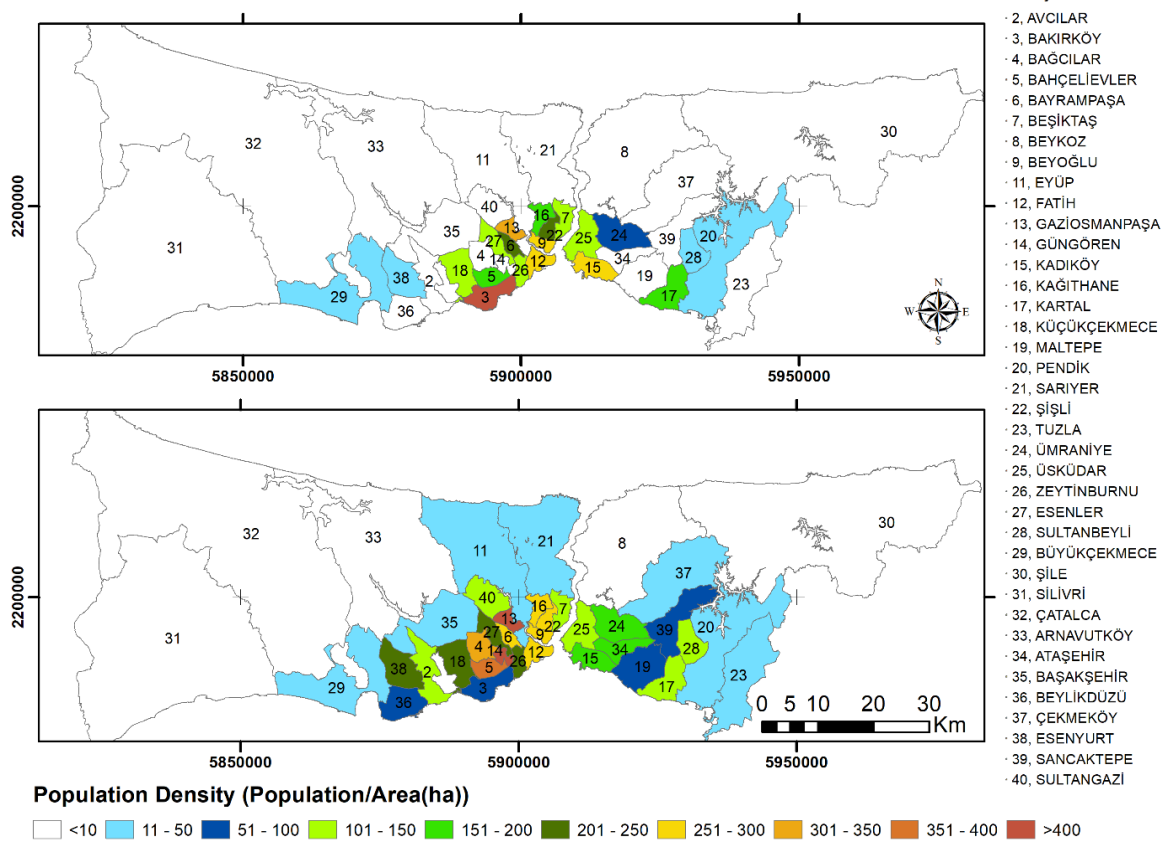 2200000
32
33
11
21
8
30
37
40
16
7
13
22
35
27
6
9
25
24
39
20
31
4
14
12
34
28
38
2
18
5
26
15
19
23
29
36
3
17
N
W
E
S
5850000
5900000
5950000
2, AVCILAR
3, BAKIRKÖY
4, BAĞCILAR
5, BAHÇELİEVLER
6, BAYRAMPAŞA
7, BEŞİKTAŞ
8, BEYKOZ
9, BEYOĞLU
11, EYÜP
12, FATİH
13, GAZİOSMANPAŞA
14, GÜNGÖREN
15, KADIKÖY
16, KAĞITHANE
17, KARTAL
18, KÜÇÜKÇEKMECE
19, MALTEPE
20, PENDİK
21, SARIYER
22, ŞİŞLİ
23, TUZLA
24, ÜMRANİYE
25, ÜSKÜDAR
26, ZEYTİNBURNU
27, ESENLER
28, SULTANBEYLİ
29, BÜYÜKÇEKMECE
30, ŞİLE
31, SİLİVRİ
32, ÇATALCA
33, ARNAVUTKÖY
34, ATAŞEHİR
35, BAŞAKŞEHİR
36, BEYLİKDÜZÜ
37, ÇEKMEKÖY
38, ESENYURT
39, SANCAKTEPE
40, SULTANGAZİ
2200000
32
33
11
21
8
30
37
40
16
7
13
22
35
27
6
9
25
24
39
20
31
4
14
12
34
28
38
2
18
5
26
15
19
23
29
36
3
17
0 5 10 20 30
Km
5850000
5900000
5950000
Population Density (Population/Area(ha))
<10 11 - 50 51 - 100 101 - 150 151 - 200 201 - 250 251 - 300 301 - 350 351 - 400 >400